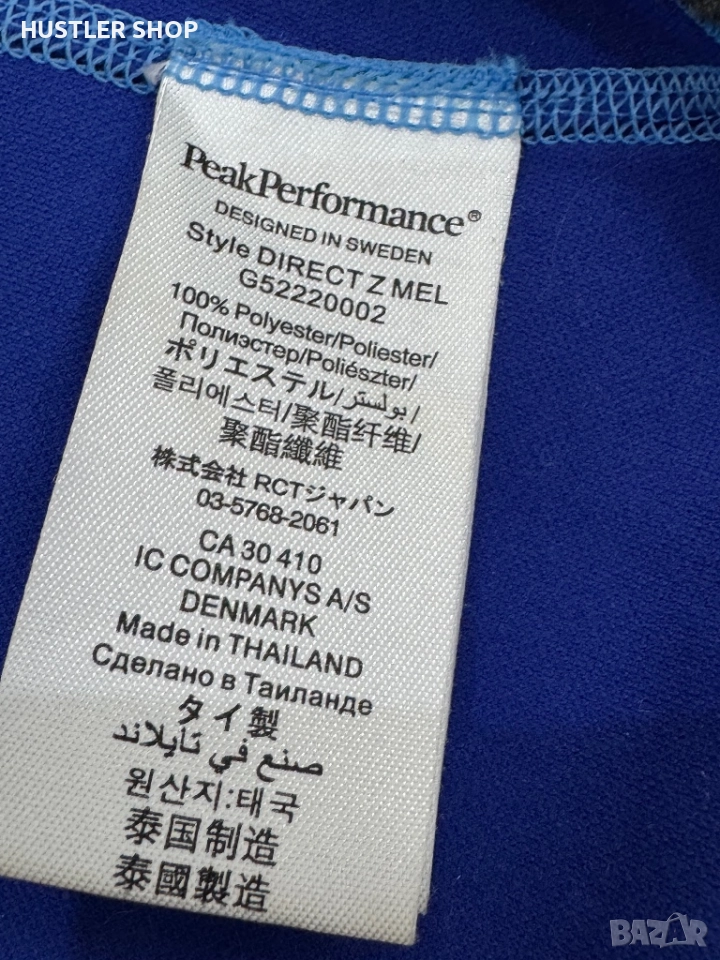 HUSTLER SHOP
PeakPerformance®
DESIGNED IN SWEDEN
Style DIRECT Z MEL
G52220002
100% Polyester/Poliester/
Полиэстер/Poliészter/
ポリエステル/بولستر/
폴리에스터/聚酯纤维/
聚酯纖維
株式会社 RCTジャパン
03-5768-2061
CA 30 410
IC COMPANYS A/S
DENMARK
Made in THAILAND
Сделано в Таиланде
タイ製
صنع في تايلاند
원산지:태국
泰国制造
泰國製造
BAZAR